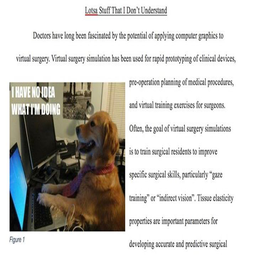 Lotsa Stuff That I Don't Understand
Doctors have long been fascinated by the potential of applying computer graphics to
virtual surgery. Virtual surgery simulation has been used for rapid prototyping of clinical devices,
I HAVE NO IDEA
WHAT I'M DOING
pre-operation planning of medical procedures,
and virtual training exercises for surgeons.
Often, the goal of virtual surgery simulations
is to train surgical residents to improve
specific surgical skills, particularly "gaze
training" or "indirect vision". Tissue elasticity
properties are important parameters for
developing accurate and predictive surgical
Figure 1